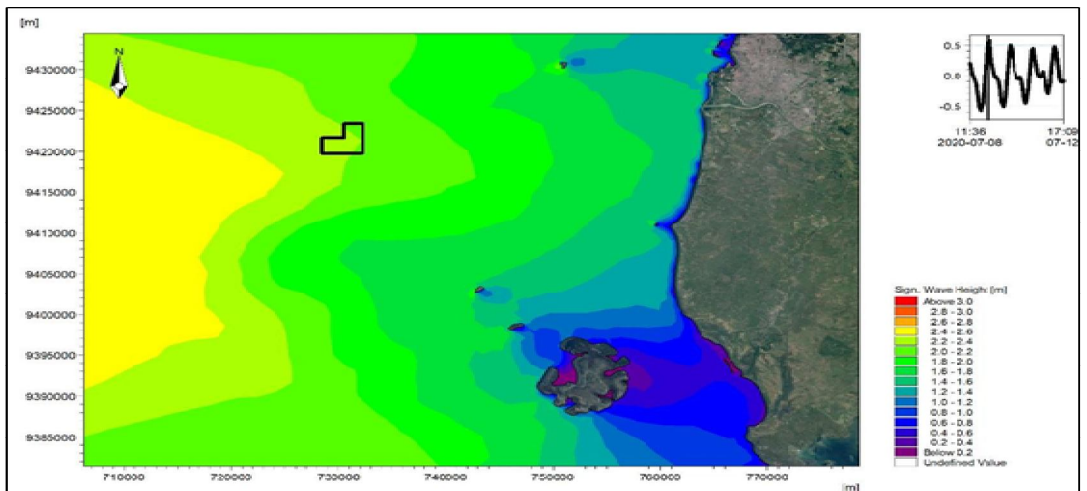 [m]
N
9430000
9425000
9420000
9415000
9410000
9405000
9400000
9395000
9390000
9385000
710000 720000 730000 740000 750000 760000 770000
[m]
0.5
0.0
-0.5
11:36 17:09
2020-07-08 07-12
Sign. Wave Height [m]
Above 3.0
2.8 - 3.0
2.6 - 2.8
2.4 - 2.6
2.2 - 2.4
2.0 - 2.2
1.8 - 2.0
1.6 - 1.8
1.4 - 1.6
1.2 - 1.4
1.0 - 1.2
0.8 - 1.0
0.6 - 0.8
0.4 - 0.6
0.2 - 0.4
Below 0.2
Undefined Value